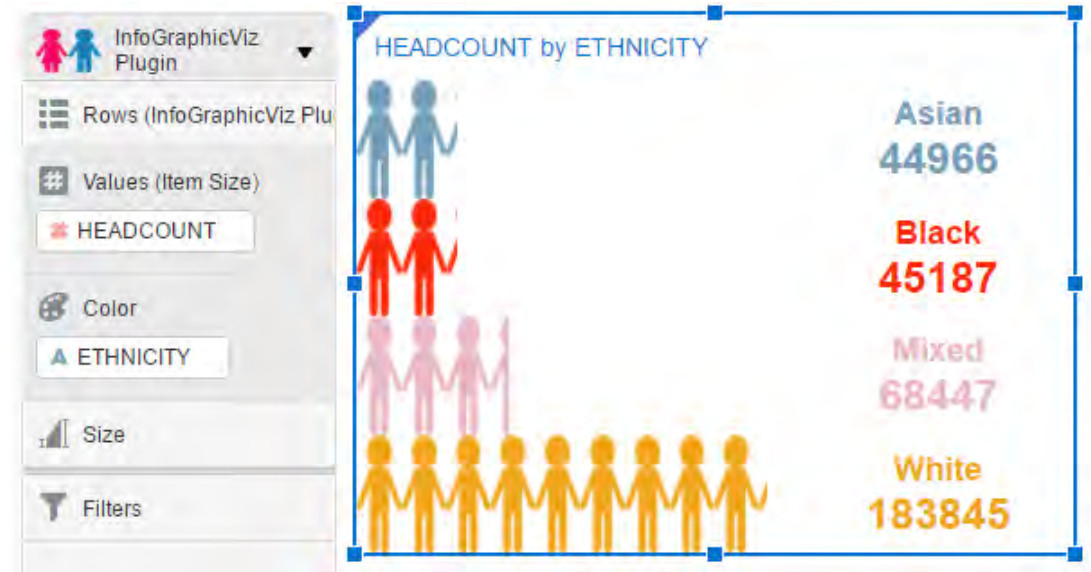 InfoGraphicViz
Plugin
Rows (InfoGraphicViz Plu
Values (Item Size)
# HEADCOUNT
Color
A ETHNICITY
Size
Filters
HEADCOUNT by ETHNICITY
Asian
44966
Black
45187
Mixed
68447
White
183845